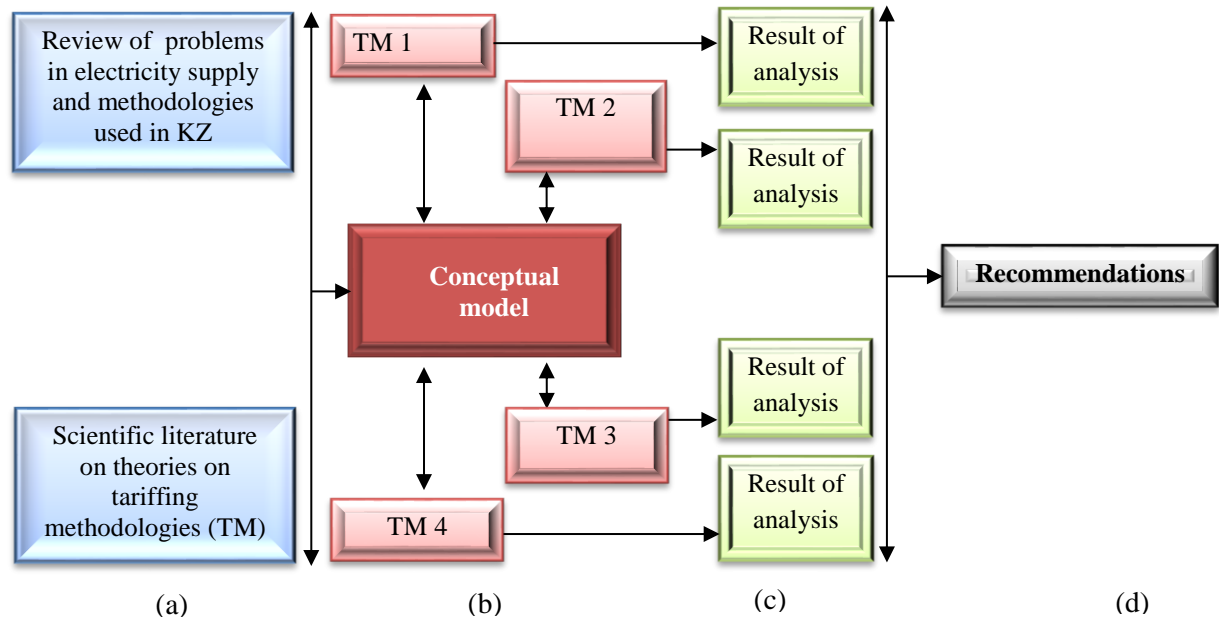 Review of problems
in electricity supply
and methodologies
used in KZ
Scientific literature
on theories on
tariffing
methodologies (TM)
TM 1
TM 2
Conceptual
model
TM 3
TM 4
Result of
analysis
Result of
analysis
Result of
analysis
Result of
analysis
Recommendations
(a)
(b)
(c)
(d)